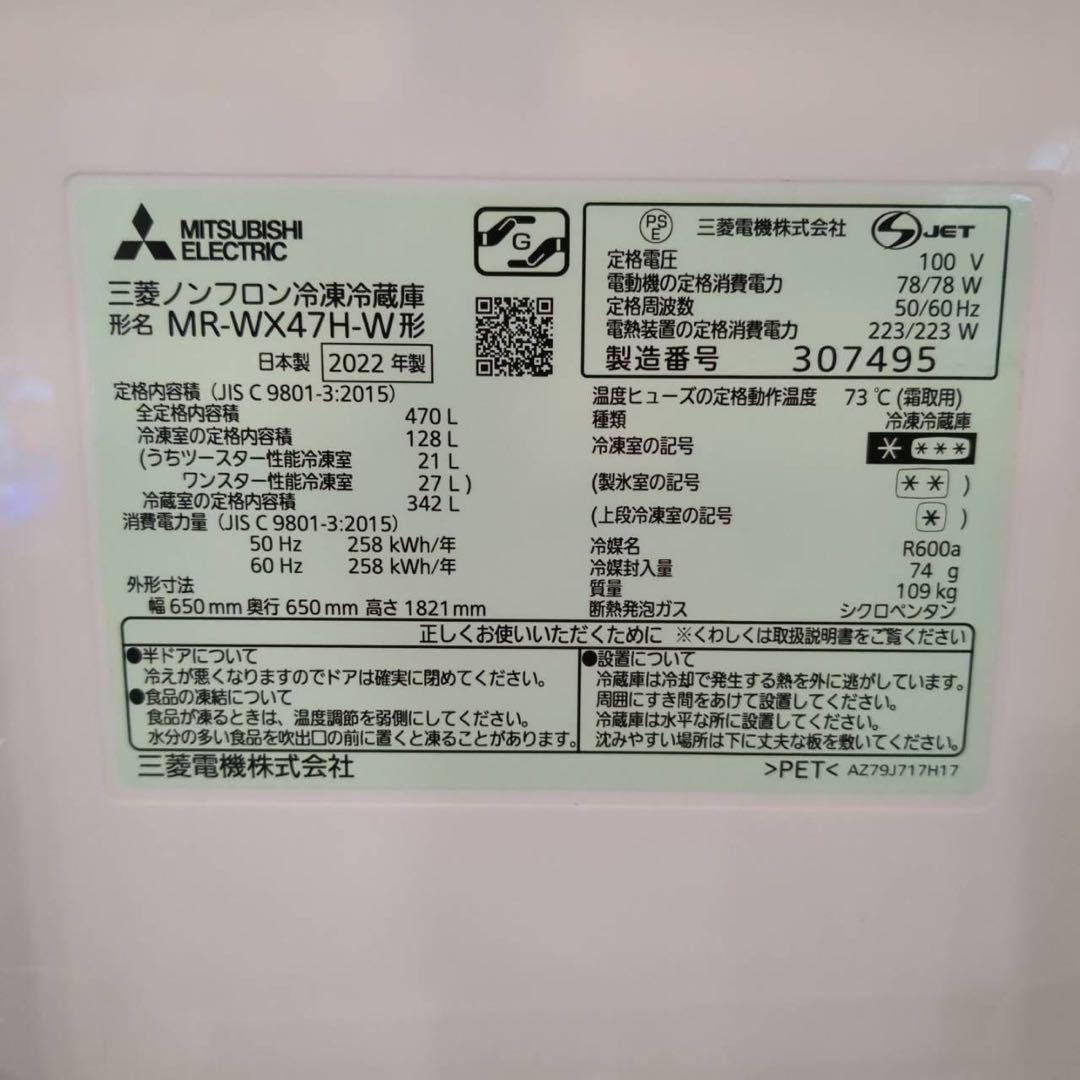 MITSUBISHI
ELECTRIC
G
三菱ノンフロン冷凍冷蔵庫
形名 MR-WX47H-W形
日本製 2022 年製
定格内容積（JIS C 9801-3:2015）
全定格内容積 470 L
冷凍室の定格内容積 128 L
(うちツースター性能冷凍室 21 L
ワンスター性能冷凍室 27 L )
冷蔵室の定格内容積 342 L
消費電力量（JIS C 9801-3:2015）
50 Hz 258 kWh/年
60 Hz 258 kWh/年
外形寸法
幅 650 mm 奥行 650 mm 高さ 1821 mm
PS
E 三菱電機株式会社 JET
定格電圧 100 V
電動機の定格消費電力 78/78 W
定格周波数 50/60 Hz
電熱装置の定格消費電力 223/223 W
製造番号 307495
温度ヒューズの定格動作温度 73 ℃ (霜取用)
種類 冷凍冷蔵庫
冷凍室の記号 * ***
(製氷室の記号 ** )
(上段冷凍室の記号 * )
冷媒名 R600a
冷媒封入量 74 g
質量 109 kg
断熱発泡ガス シクロペンタン
正しくお使いいただくために ※くわしくは取扱説明書をご覧ください
●半ドアについて
冷えが悪くなりますのでドアは確実に閉めてください。
●食品の凍結について
食品が凍るときは、温度調節を弱側にしてください。
水分の多い食品を吹出口の前に置くと凍ることがあります。
●設置について
冷蔵庫は冷却で発生する熱を外に逃がしています。
周囲にすき間をあけて設置してください。
冷蔵庫は水平な所に設置してください。
沈みやすい場所は下に丈夫な板を敷いてください。
三菱電機株式会社
>PET< AZ79J717H17